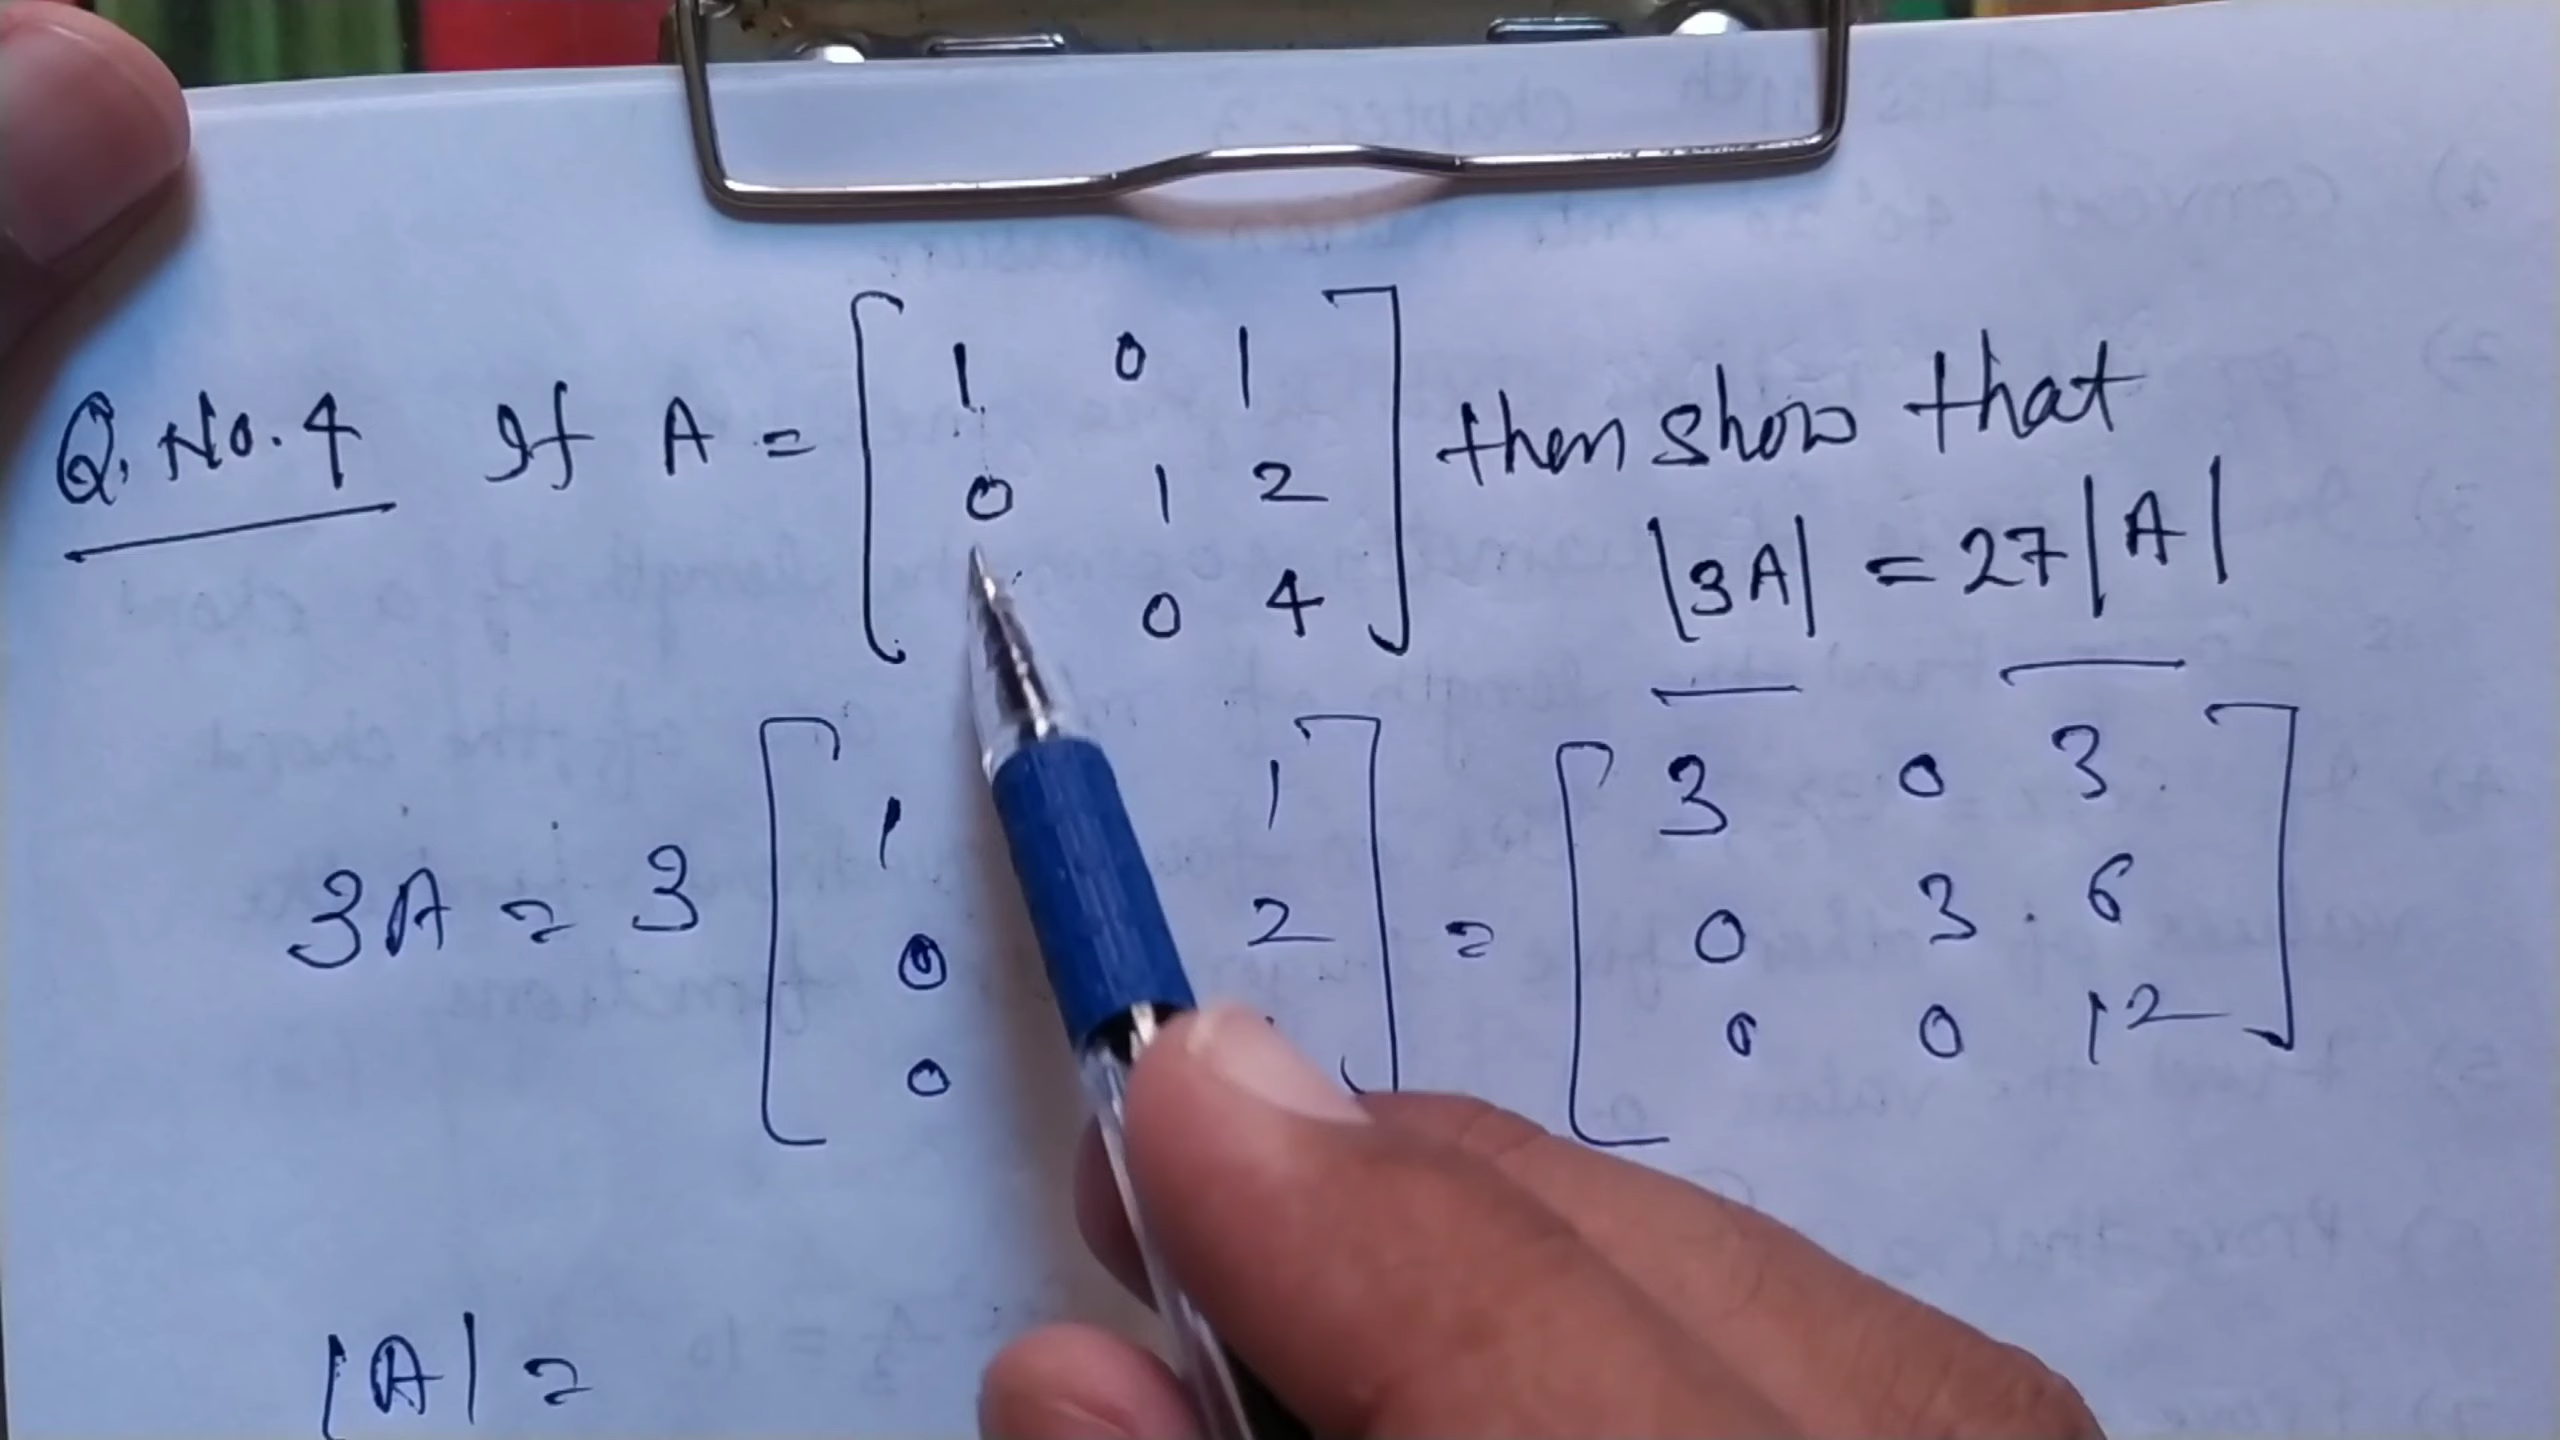 1 0 1
Q. No. 4 If A = 0 1 2 then show that
0 4 |3A| = 27|A|
1 1 3 0 3
3A = 3 0 2 = 0 3 6
0 0 0 12
|A| =